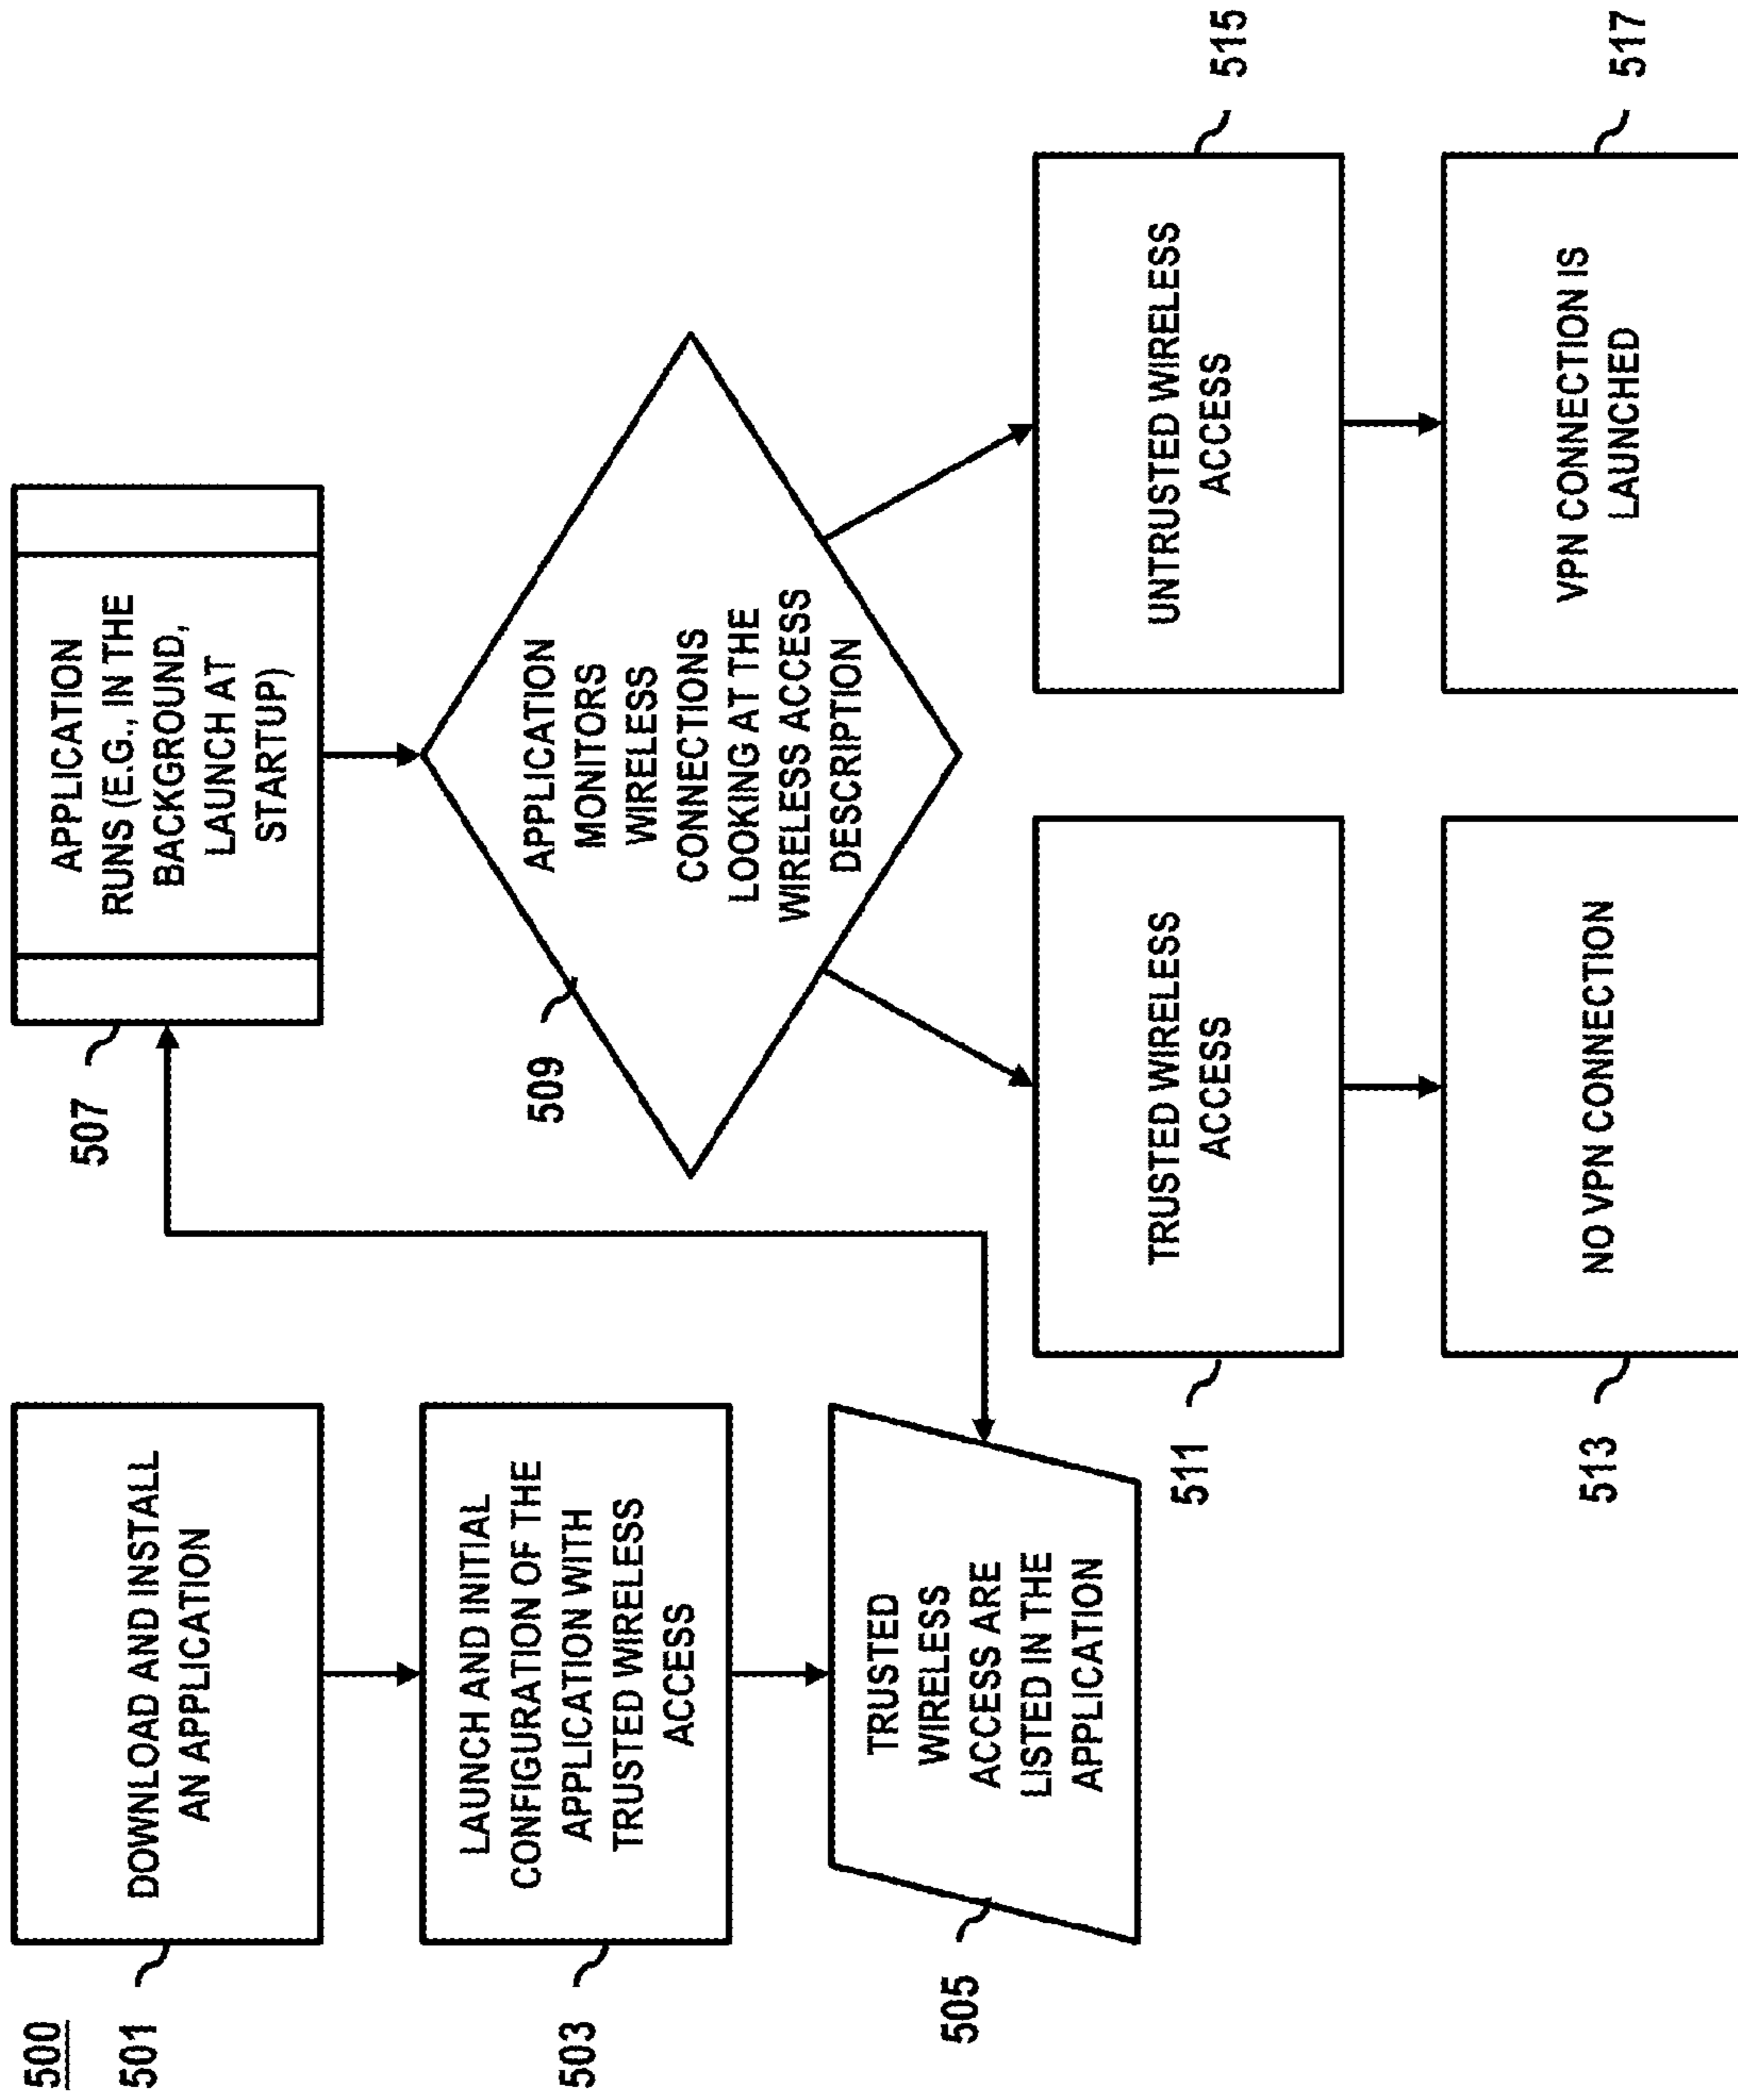 500
501
DOWNLOAD AND INSTALL
AN APPLICATION
503
LAUNCH AND INITIAL
CONFIGURATION OF THE
APPLICATION WITH
TRUSTED WIRELESS
ACCESS
505
TRUSTED
WIRELESS
ACCESS ARE
LISTED IN THE
APPLICATION
507
APPLICATION
RUNS (E.G., IN THE
BACKGROUND,
LAUNCH AT
STARTUP)
509
APPLICATION
MONITORS
WIRELESS
CONNECTIONS
LOOKING AT THE
WIRELESS ACCESS
DESCRIPTION
511
TRUSTED WIRELESS
ACCESS
513
NO VPN CONNECTION
515
UNTRUSTED WIRELESS
ACCESS
517
VPN CONNECTION IS
LAUNCHED